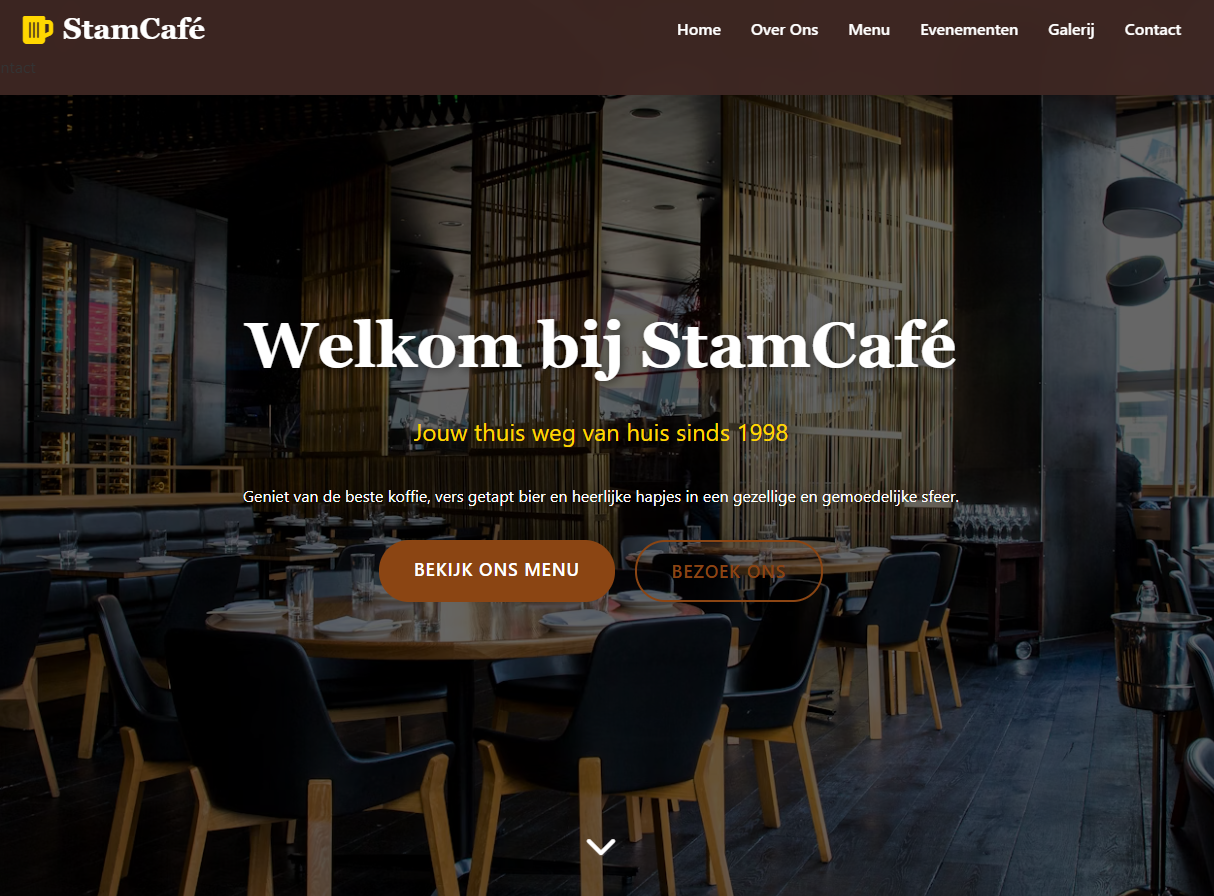 StamCafé
Home Over Ons Menu Evenementen Galerij Contact
ntact
Welkom bij StamCafé
Jouw thuis weg van huis sinds 1998
Geniet van de beste koffie, vers getapt bier en heerlijke hapjes in een gezellige en gemoedelijke sfeer.
BEKIJK ONS MENU BEZOEK ONS